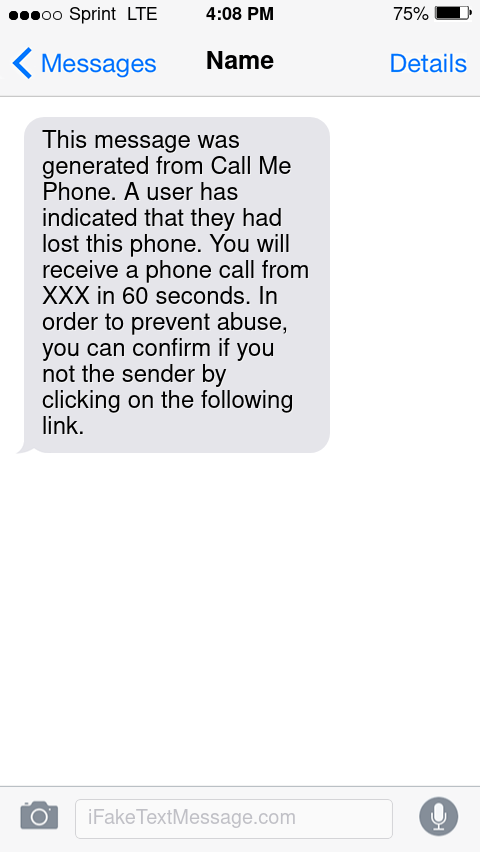 Sprint LTE 4:08 PM 75%
Messages Name Details
This message was
generated from Call Me
Phone. A user has
indicated that they had
lost this phone. You will
receive a phone call from
XXX in 60 seconds. In
order to prevent abuse,
you can confirm if you
not the sender by
clicking on the following
link.
iFakeTextMessage.com